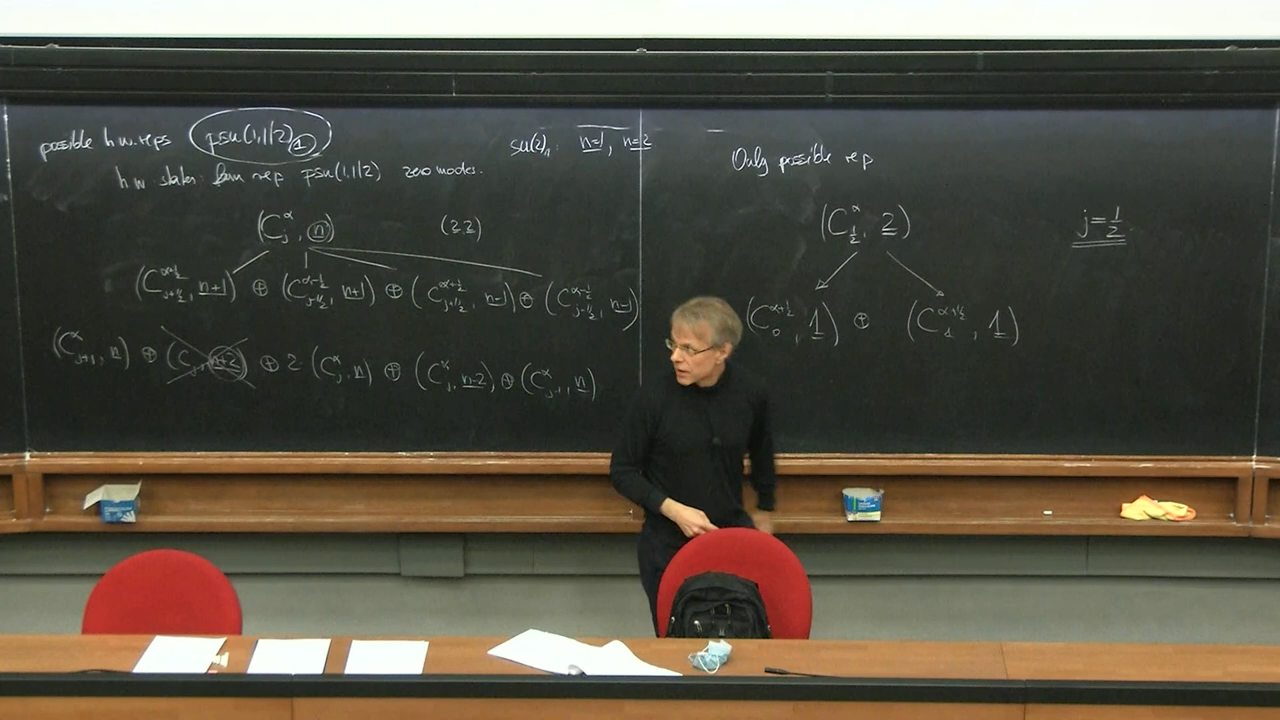 possible h.w. reps psu(1,1|2)₁
su(2)₁ : n=1, n=2
h.w. states: form rep psu(1,1|2) zero modes.
(C^α_j, n) (2.2)
(C^{α+½}_{j+½}, n+1) ⊕ (C^{α-½}_{j-½}, n+1) ⊕ (C^{α+½}_{j+½}, n-1) ⊕ (C^{α-½}_{j-½}, n-1)
(C^α_{j+1}, n) ⊕ (C_j, n+2) ⊕ 2 (C^α_j, n) ⊕ (C^α_j, n-2) ⊕ (C^α_{j-1}, n)
Only possible rep
(C^α_{½}, 2) j=½
(C^{α+½}_0, 1) ⊕ (C^{α+½}_1, 1)